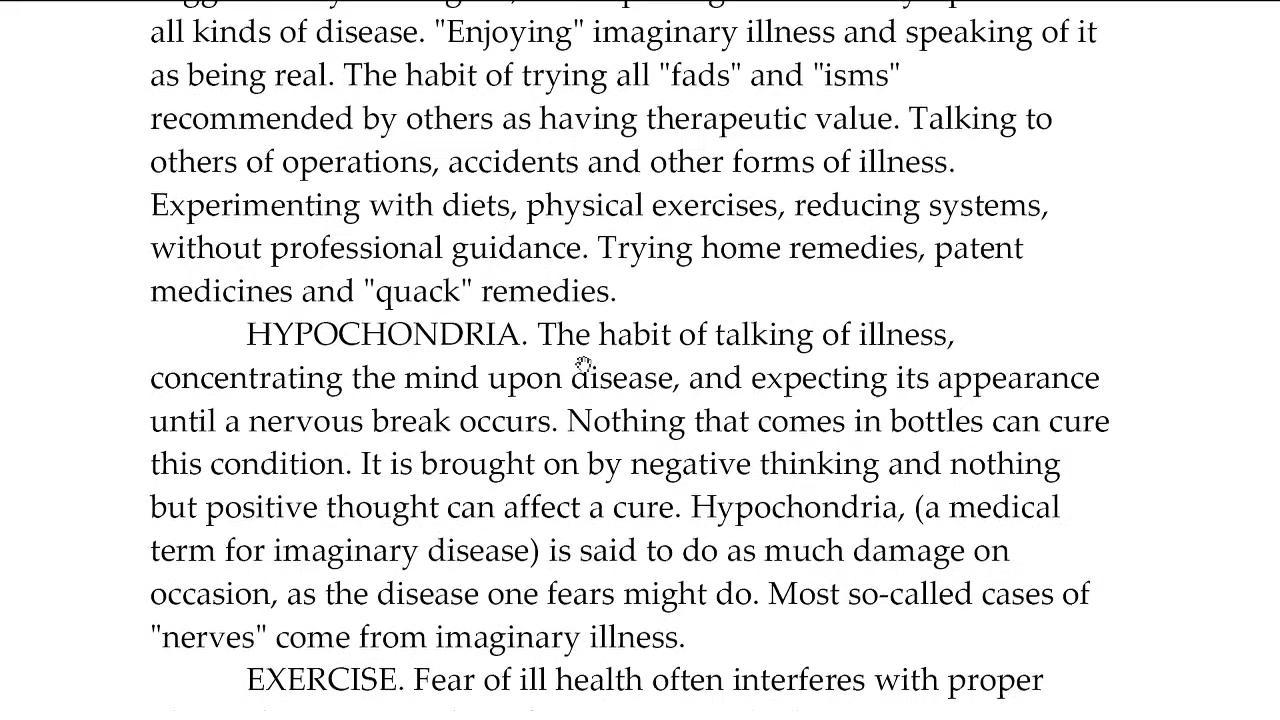 all kinds of disease. "Enjoying" imaginary illness and speaking of it
as being real. The habit of trying all "fads" and "isms"
recommended by others as having therapeutic value. Talking to
others of operations, accidents and other forms of illness.
Experimenting with diets, physical exercises, reducing systems,
without professional guidance. Trying home remedies, patent
medicines and "quack" remedies.
HYPOCHONDRIA. The habit of talking of illness,
concentrating the mind upon disease, and expecting its appearance
until a nervous break occurs. Nothing that comes in bottles can cure
this condition. It is brought on by negative thinking and nothing
but positive thought can affect a cure. Hypochondria, (a medical
term for imaginary disease) is said to do as much damage on
occasion, as the disease one fears might do. Most so-called cases of
"nerves" come from imaginary illness.
EXERCISE. Fear of ill health often interferes with proper